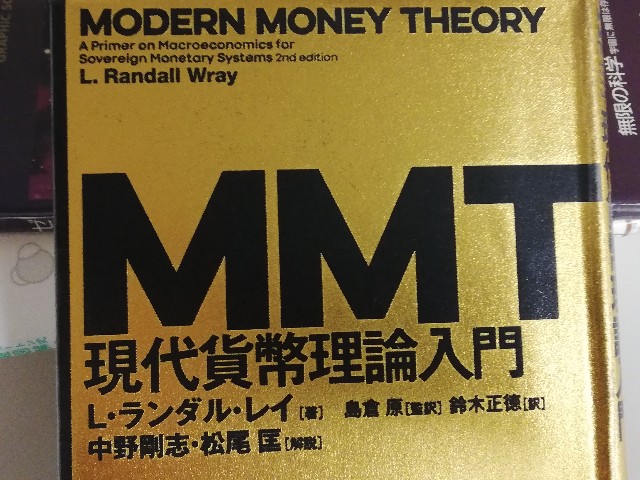 MODERN MONEY THEORY
A Primer on Macroeconomics for
Sovereign Monetary Systems 2nd edition
L. Randall Wray
MMT
現代貨幣理論入門
L・ランダル・レイ[著] 島倉 原[監訳] 鈴木正徳[訳]
中野剛志・松尾 匡[解説]
無限の科学